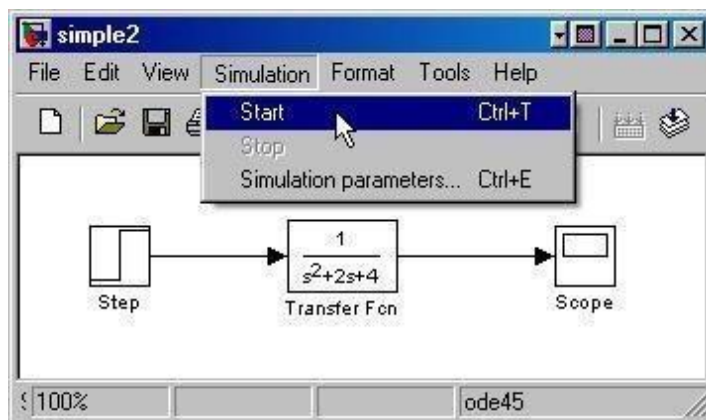 simple2
File Edit View Simulation Format Tools Help
Start Ctrl+T
Stop
Simulation parameters... Ctrl+E
1
s²+2s+4
Step
Transfer Fcn
Scope
100%
ode45